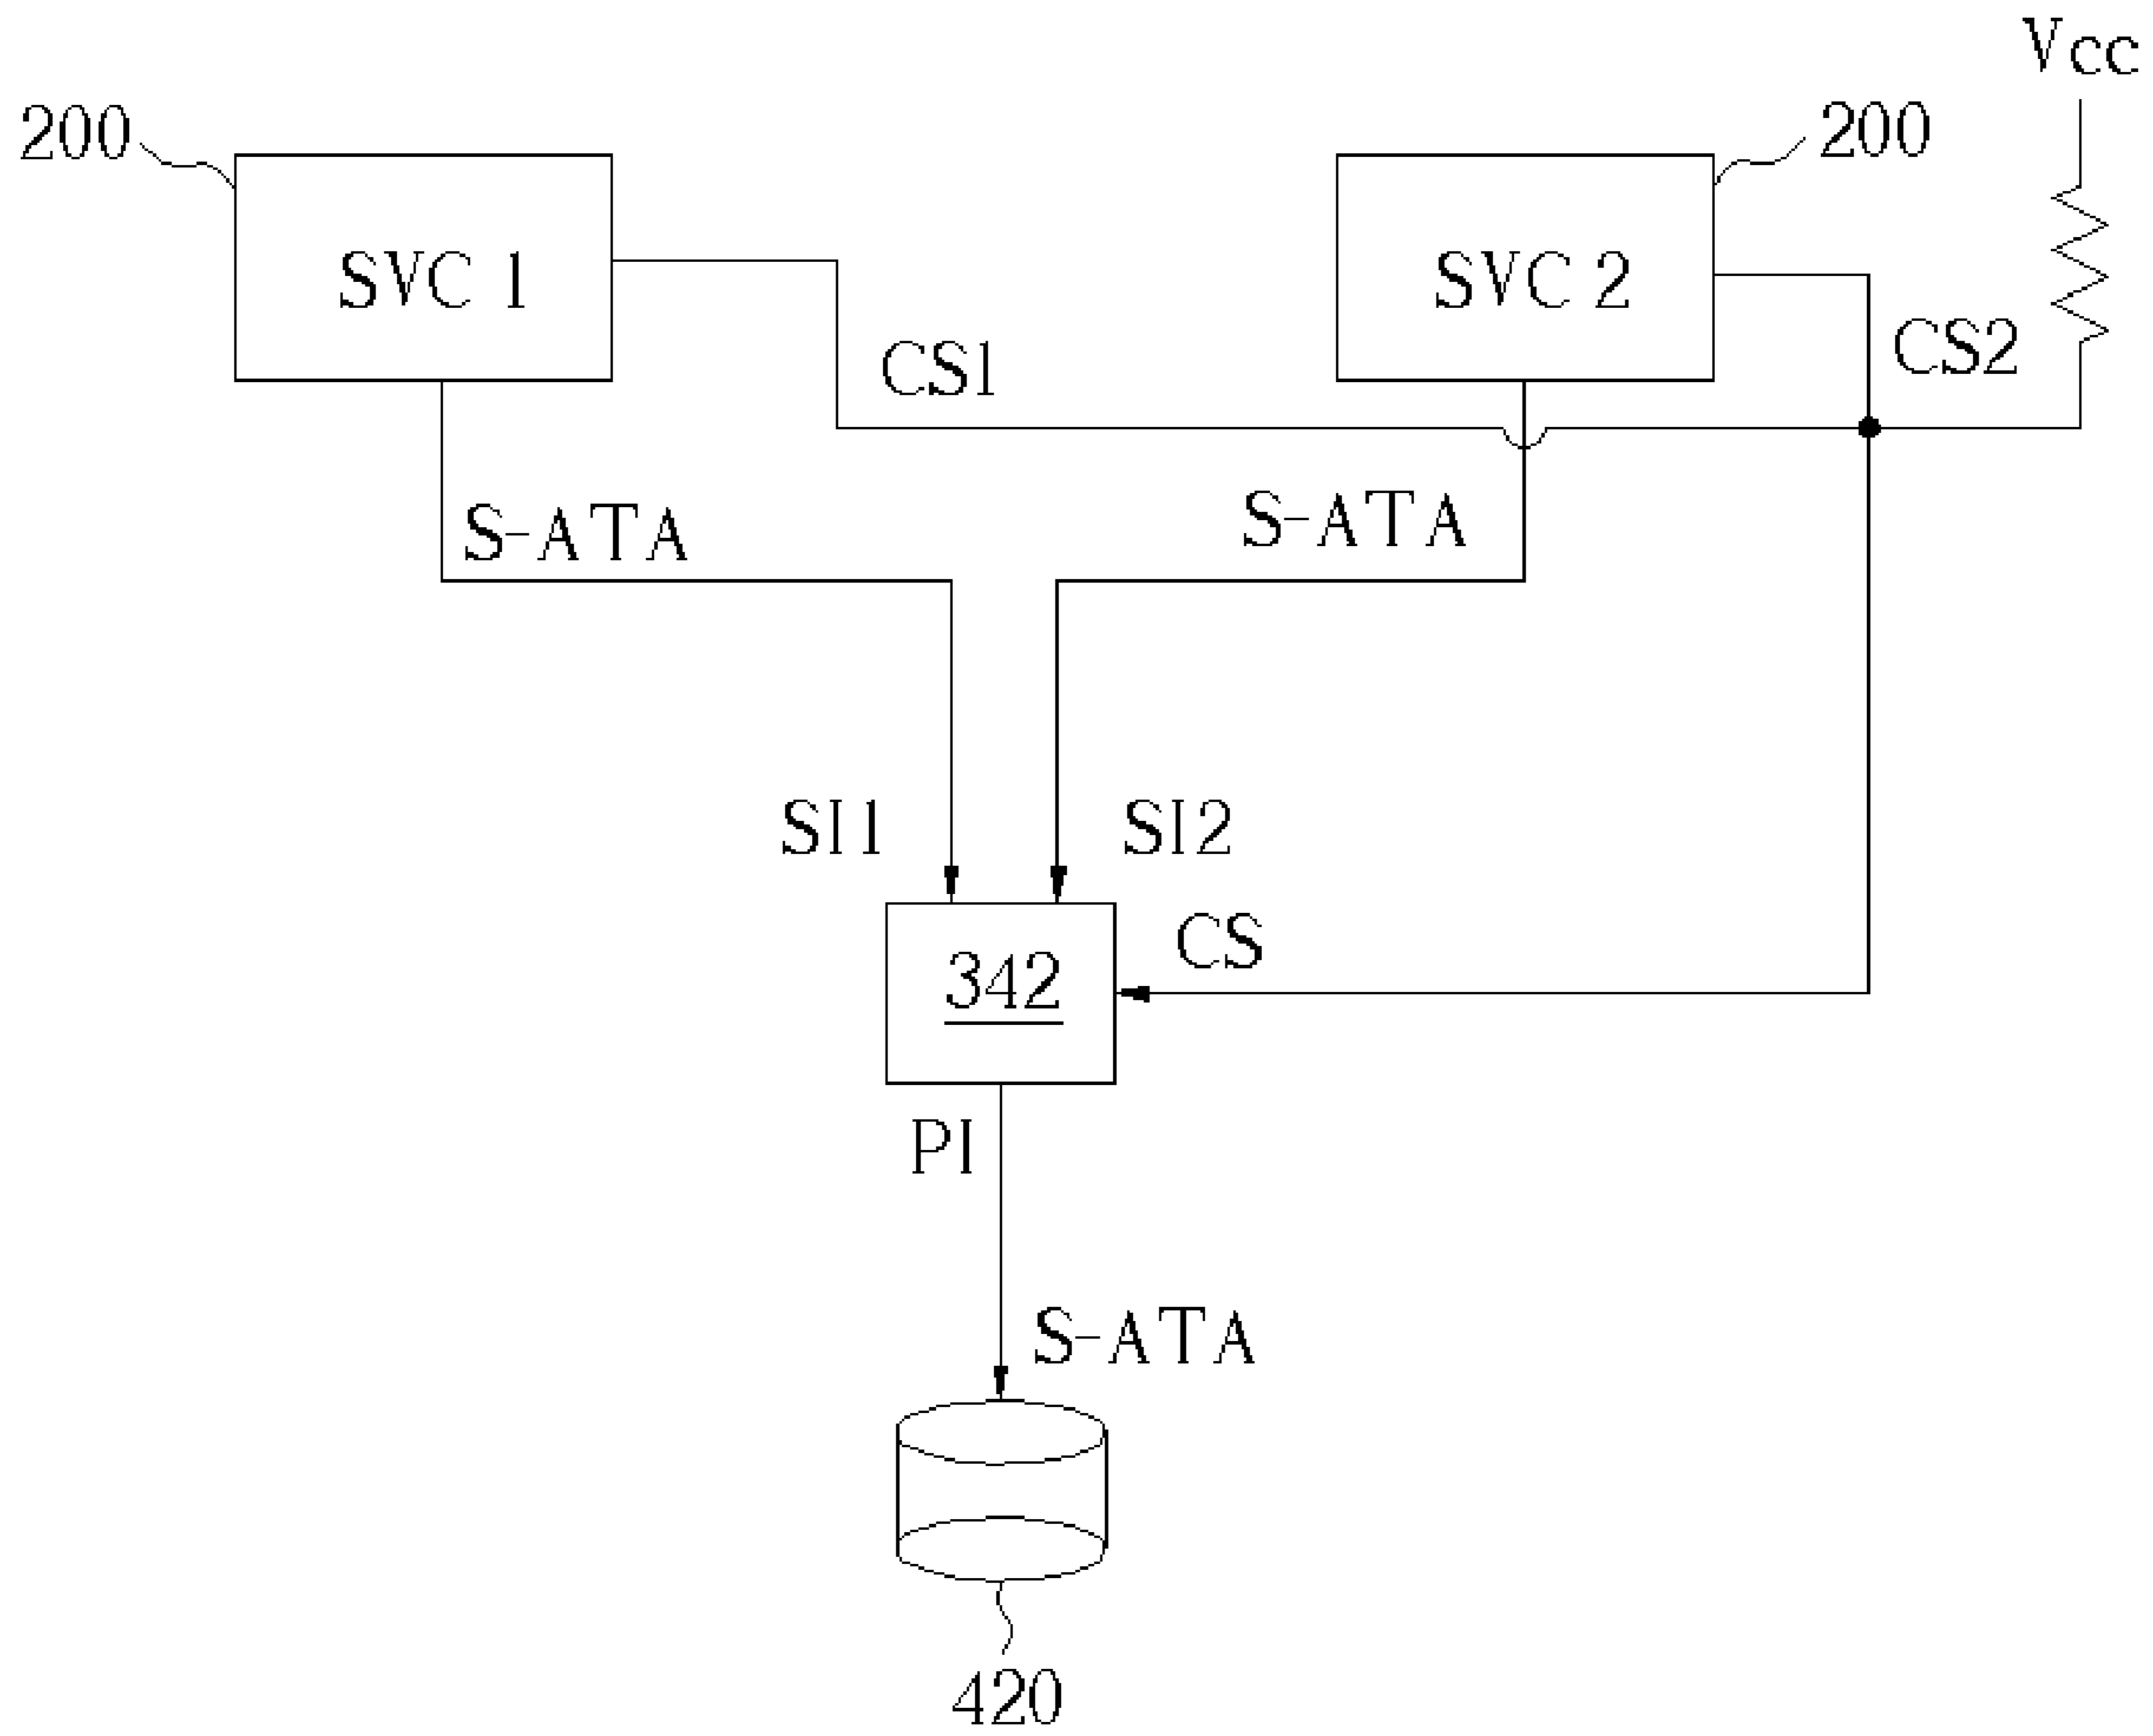 Vcc
200
200
SVC 1
SVC 2
CS1
CS2
S-ATA
S-ATA
SI1
SI2
CS
342
PI
S-ATA
420